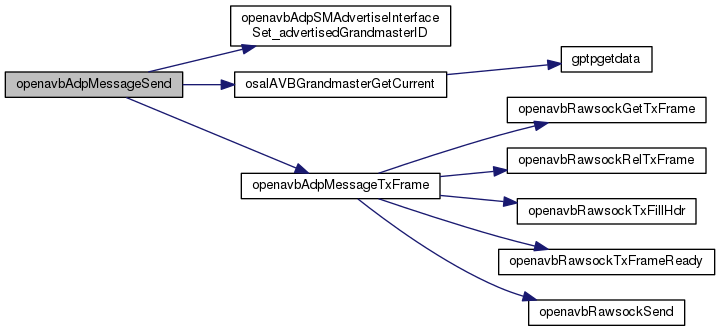 openavbAdpMessageSend
openavbAdpSMAdvertiseInterface
Set_advertisedGrandmasterID
osalAVBGrandmasterGetCurrent
gptpgetdata
openavbAdpMessageTxFrame
openavbRawsockGetTxFrame
openavbRawsockRelTxFrame
openavbRawsockTxFillHdr
openavbRawsockTxFrameReady
openavbRawsockSend